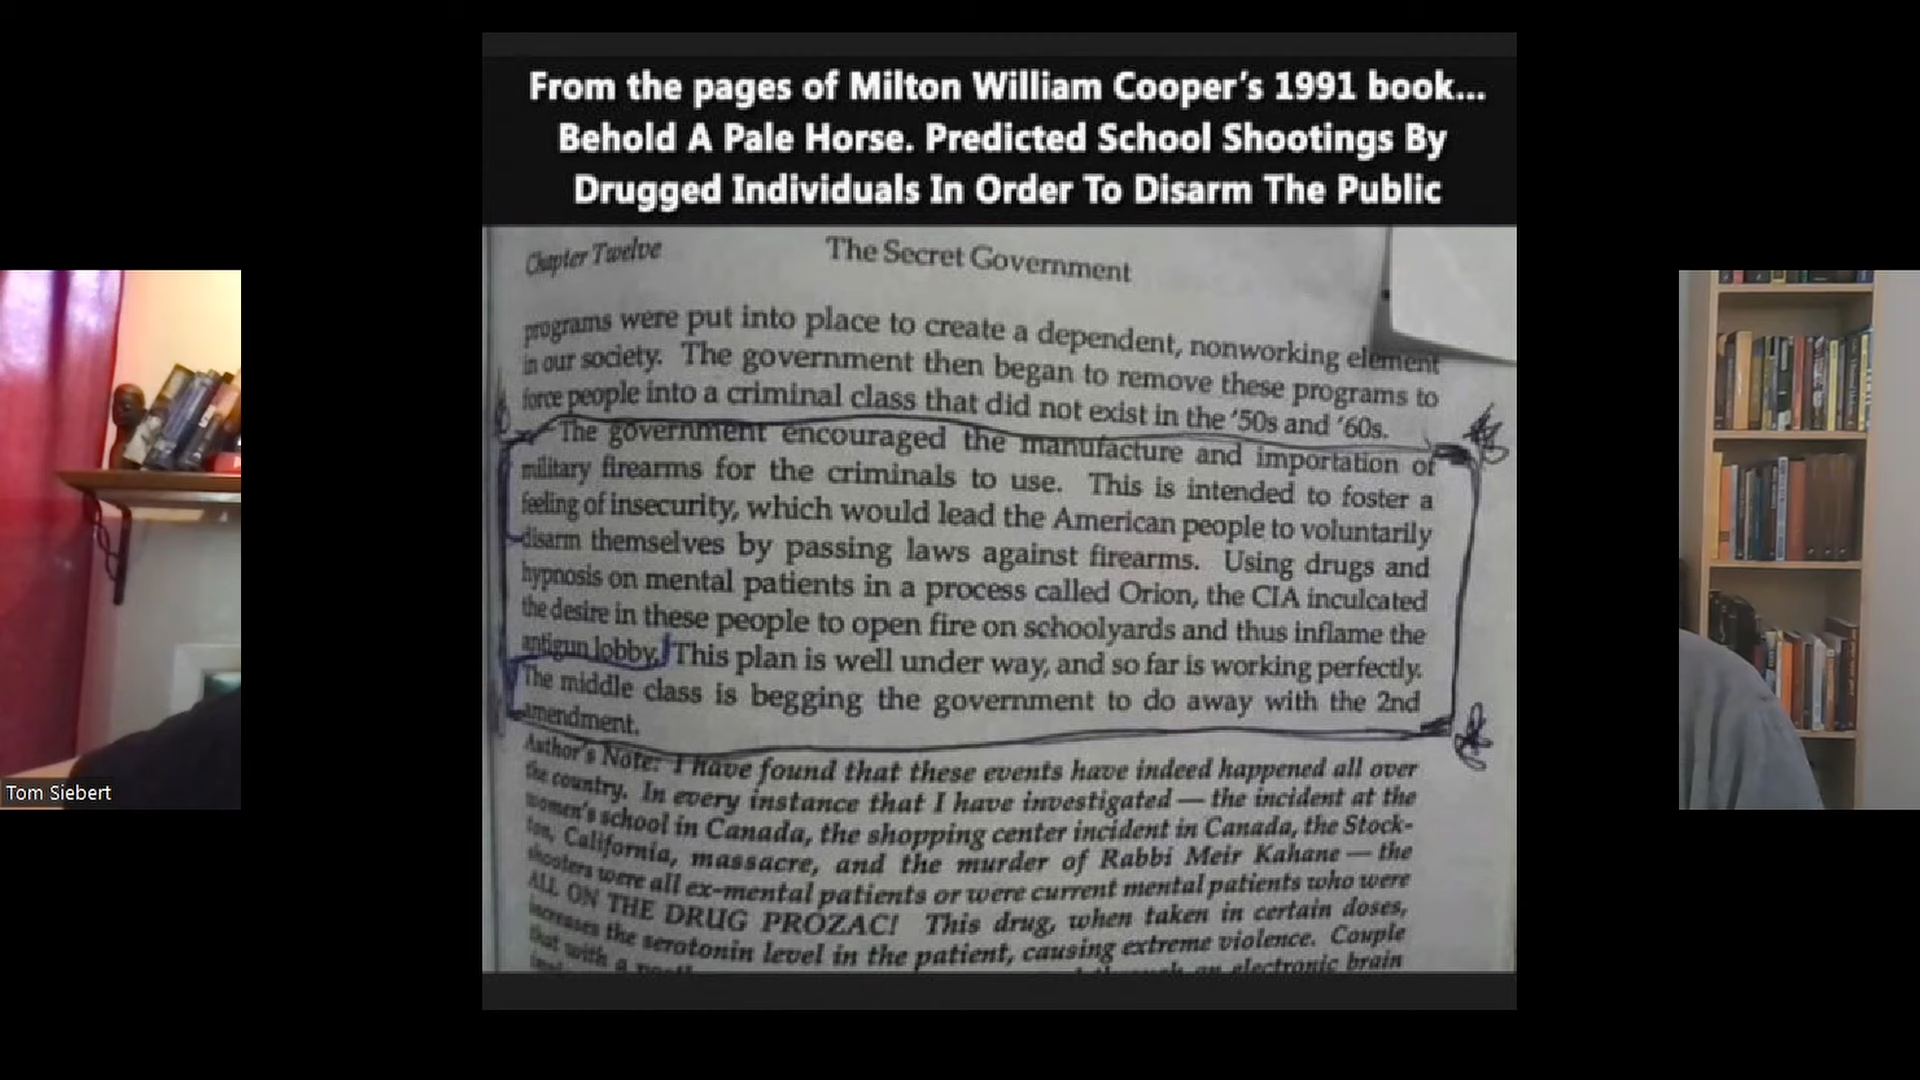 From the pages of Milton William Cooper's 1991 book...
Behold A Pale Horse. Predicted School Shootings By
Drugged Individuals In Order To Disarm The Public
Chapter Twelve
The Secret Government
programs were put into place to create a dependent, nonworking element
in our society. The government then began to remove these programs to
force people into a criminal class that did not exist in the '50s and '60s.
The government encouraged the manufacture and importation of
military firearms for the criminals to use. This is intended to foster a
feeling of insecurity, which would lead the American people to voluntarily
disarm themselves by passing laws against firearms. Using drugs and
hypnosis on mental patients in a process called Orion, the CIA inculcated
the desire in these people to open fire on schoolyards and thus inflame the
antigun lobby. This plan is well under way, and so far is working perfectly.
The middle class is begging the government to do away with the 2nd
amendment.
Author's Note: I have found that these events have indeed happened all over
the country. In every instance that I have investigated — the incident at the
women's school in Canada, the shopping center incident in Canada, the Stock-
ton, California, massacre, and the murder of Rabbi Meir Kahane — the
shooters were all ex-mental patients or were current mental patients who were
ALL ON THE DRUG PROZAC! This drug, when taken in certain doses,
increases the serotonin level in the patient, causing extreme violence. Couple
that with a
electronic brain
Tom Siebert